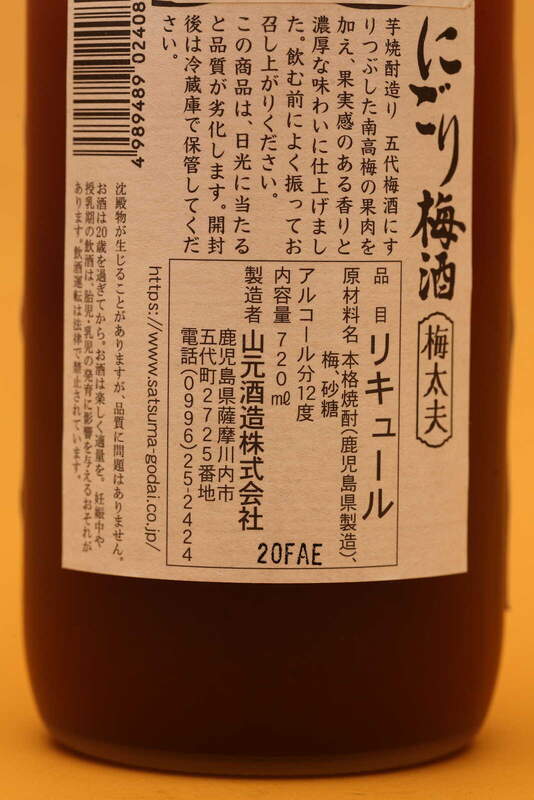 にごり梅酒
梅太夫
芋焼酎造り 五代梅酒にす
りつぶした南高梅の果肉を
加え、果実感のある香りと
濃厚な味わいに仕上げまし
た。飲む前によく振ってお
召し上がりください。
この商品は、日光に当たる
と品質が劣化します。開封
後は冷蔵庫で保管してくだ
さい。
4 989489 02408
品 目 リキュール
原材料名 本格焼酎(鹿児島県製造)、
梅、砂糖
アルコール分12度
内容量 720㎖
製造者 山元酒造株式会社
鹿児島県薩摩川内市
五代町2725番地
電話(0996)25-2424
20FAE
https://www.satsuma-godai.co.jp/
沈殿物が生じることがありますが、品質に問題はありません。
お酒は20歳を過ぎてから。お酒は楽しく適量を。妊娠中や
授乳期の飲酒は、胎児・乳児の発育に影響を与えるおそれが
あります。飲酒運転は法律で禁止されています。